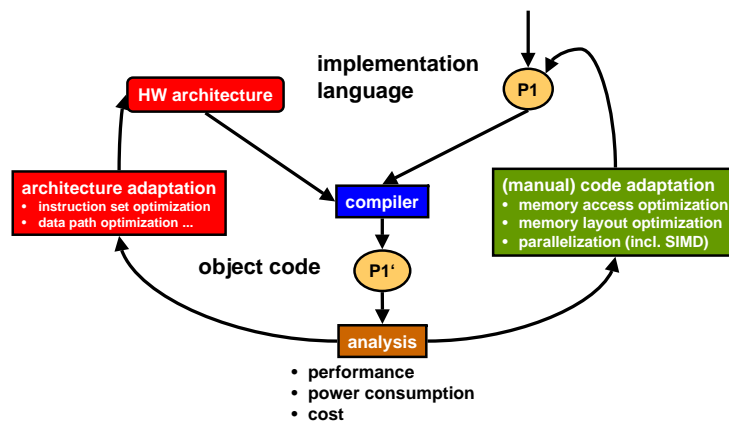 implementation
language
P1
HW architecture
architecture adaptation
• instruction set optimization
• data path optimization ...
compiler
(manual) code adaptation
• memory access optimization
• memory layout optimization
• parallelization (incl. SIMD)
object code
P1‘
analysis
• performance
• power consumption
• cost